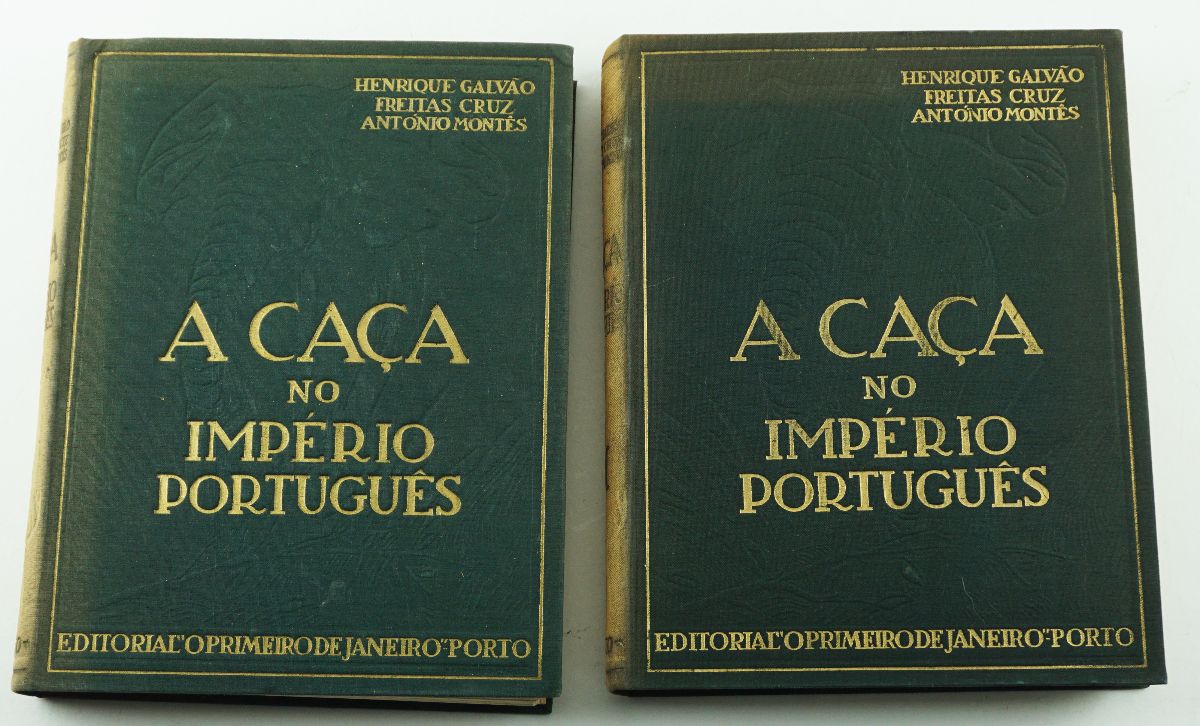 HENRIQUE GALVÃO
FREITAS CRUZ
ANTÓNIO MONTÊS
A CAÇA
NO
IMPÉRIO
PORTUGUÊS
EDITORIAL "O PRIMEIRO DE JANEIRO" - PORTO
HENRIQUE GALVÃO
FREITAS CRUZ
ANTÓNIO MONTÊS
A CAÇA
NO
IMPÉRIO
PORTUGUÊS
EDITORIAL "O PRIMEIRO DE JANEIRO" - PORTO